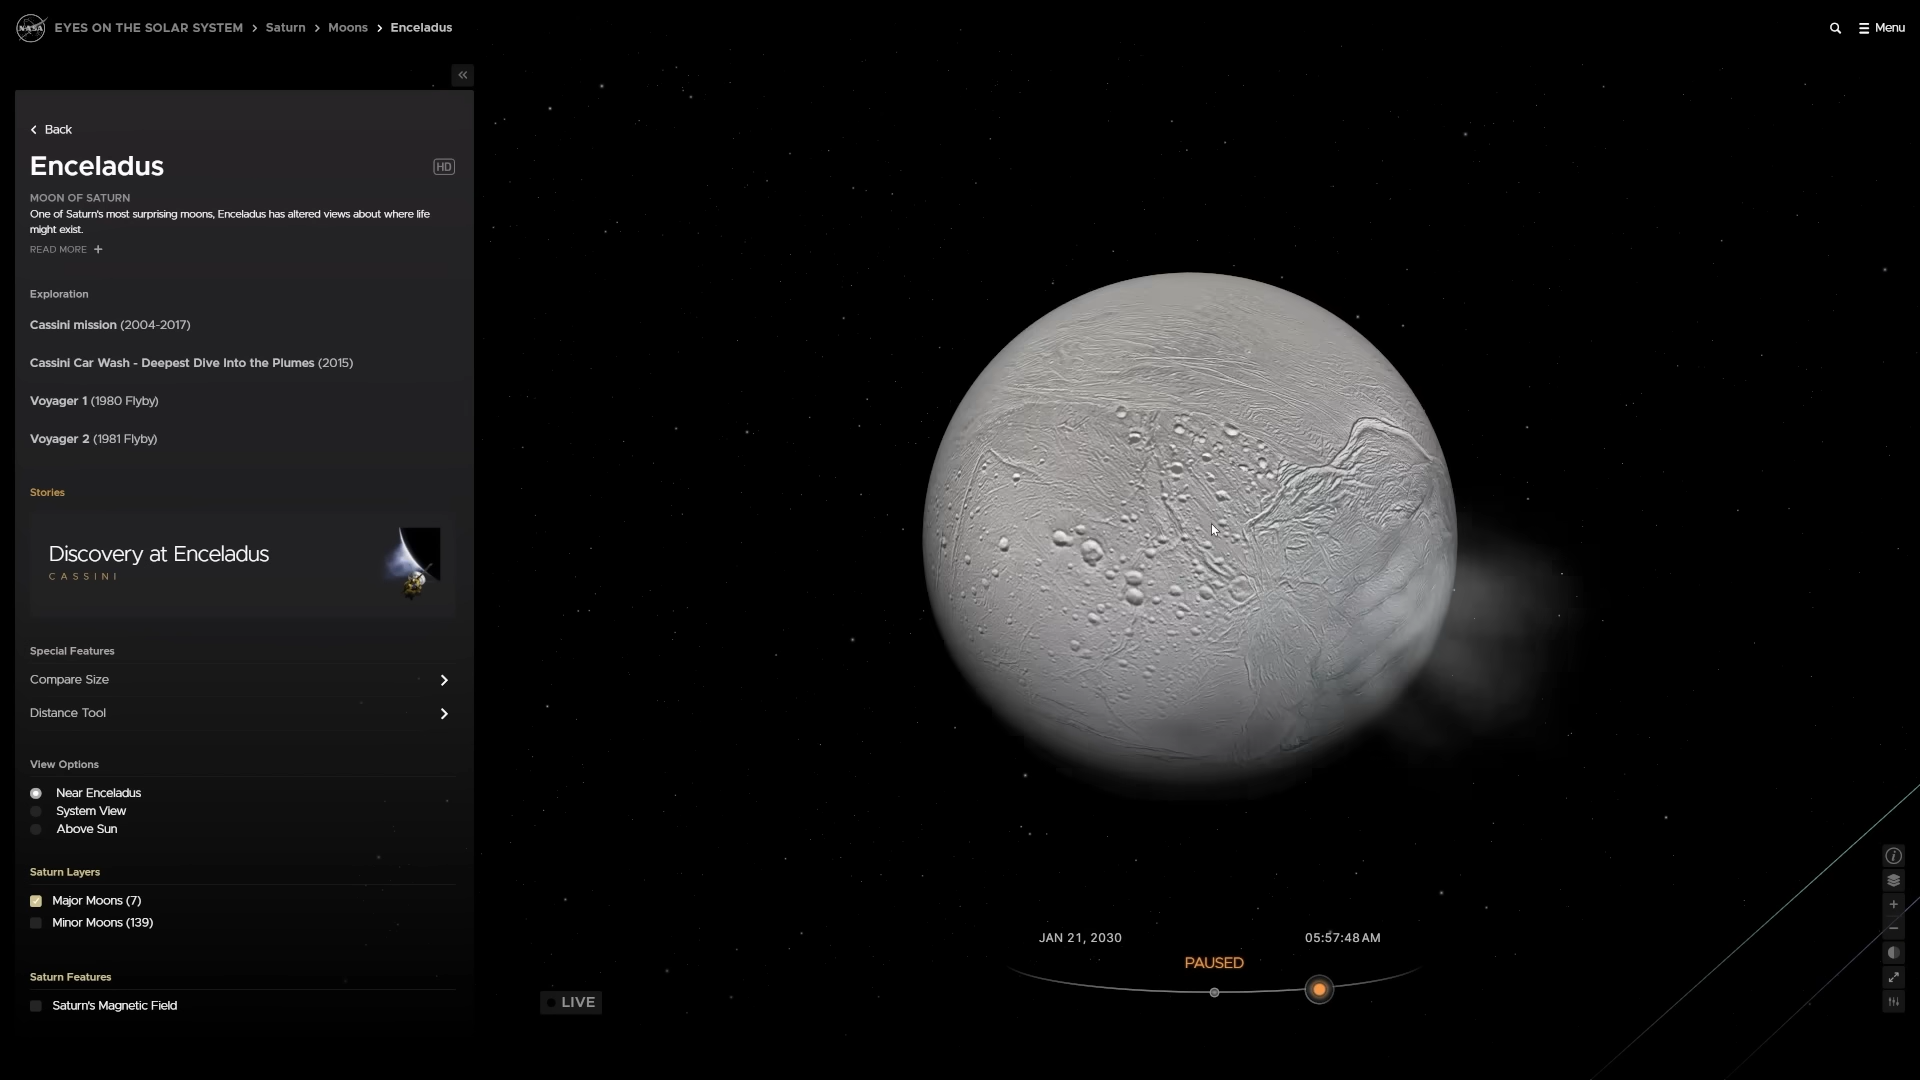 NASA
EYES ON THE SOLAR SYSTEM > Saturn > Moons > Enceladus
Menu
Back
Enceladus
HD
MOON OF SATURN
One of Saturn's most surprising moons, Enceladus has altered views about where life
might exist.
READ MORE +
Exploration
Cassini mission (2004-2017)
Cassini Car Wash - Deepest Dive Into the Plumes (2015)
Voyager 1 (1980 Flyby)
Voyager 2 (1981 Flyby)
Stories
Discovery at Enceladus
CASSINI
Special Features
Compare Size
Distance Tool
View Options
Near Enceladus
System View
Above Sun
Saturn Layers
Major Moons (7)
Minor Moons (139)
Saturn Features
Saturn's Magnetic Field
JAN 21, 2030
05:57:48 AM
PAUSED
LIVE